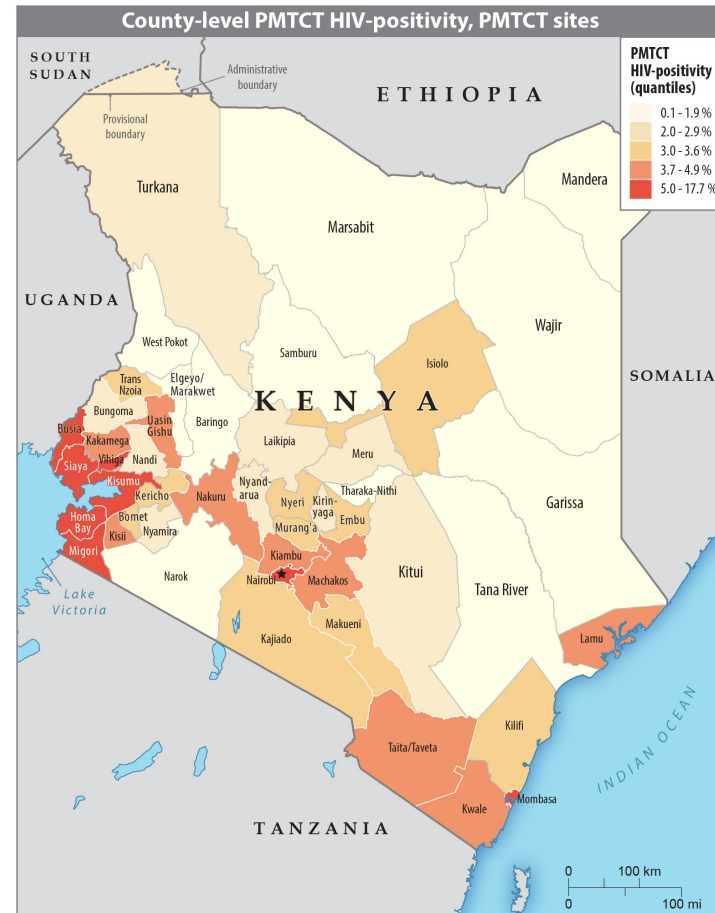 County-level PMTCT HIV-positivity, PMTCT sites
SOUTH
SUDAN
Administrative
boundary
ETHIOPIA
Provisional
boundary
PMTCT
HIV-positivity
(quantiles)
0.1 - 1.9 %
2.0 - 2.9 %
3.0 - 3.6 %
3.7 - 4.9 %
5.0 - 17.7 %
Turkana
Mandera
Marsabit
UGANDA
Wajir
West Pokot
Samburu
Isiolo
SOMALIA
Trans
Nzoia
Elgeyo/
Marakwet
KENYA
Bungoma
Baringo
Uasin
Gishu
Busia
Kakamega
Laikipia
Meru
Vihiga
Nandi
Siaya
Kisumu
Nyand-
arua
Tharaka-Nithi
Kericho
Nakuru
Nyeri
Kirin-
yaga
Garissa
Homa
Bay
Bomet
Embu
Nyamira
Murang'a
Kisii
Migori
Kiambu
Kitui
Narok
Nairobi
Machakos
Tana River
Lake
Victoria
Makueni
Kajiado
Lamu
Kilifi
Taita/Taveta
INDIAN OCEAN
Mombasa
Kwale
TANZANIA
0
100 km
0
100 mi